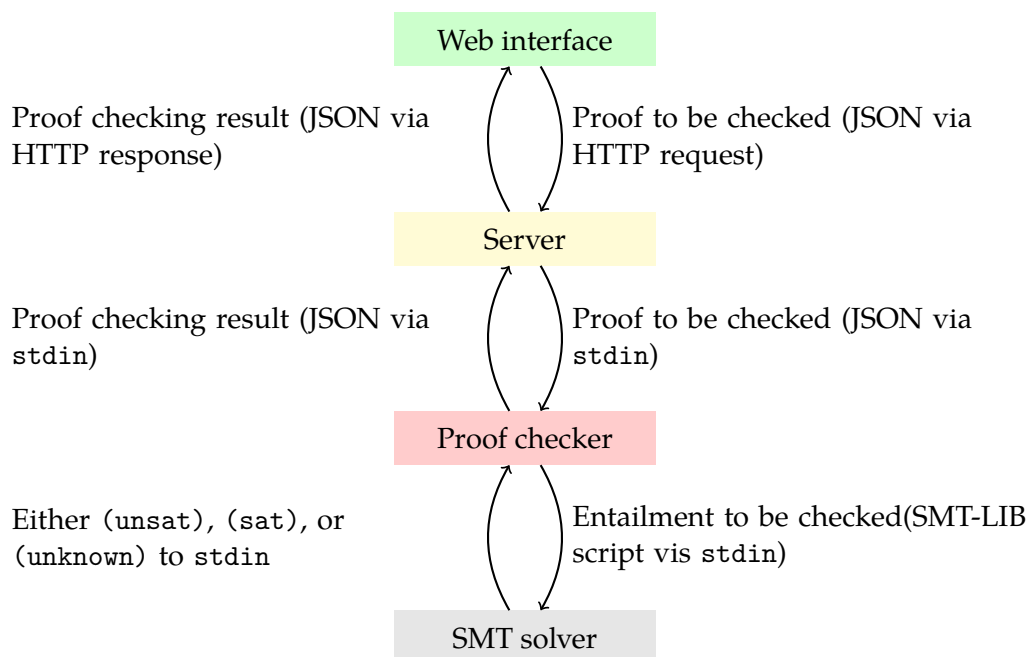 Web interface
Proof checking result (JSON via
HTTP response)
Proof to be checked (JSON via
HTTP request)
Server
Proof checking result (JSON via
stdin)
Proof to be checked (JSON via
stdin)
Proof checker
Either (unsat), (sat), or
(unknown) to stdin
Entailment to be checked(SMT-LIB
script vis stdin)
SMT solver